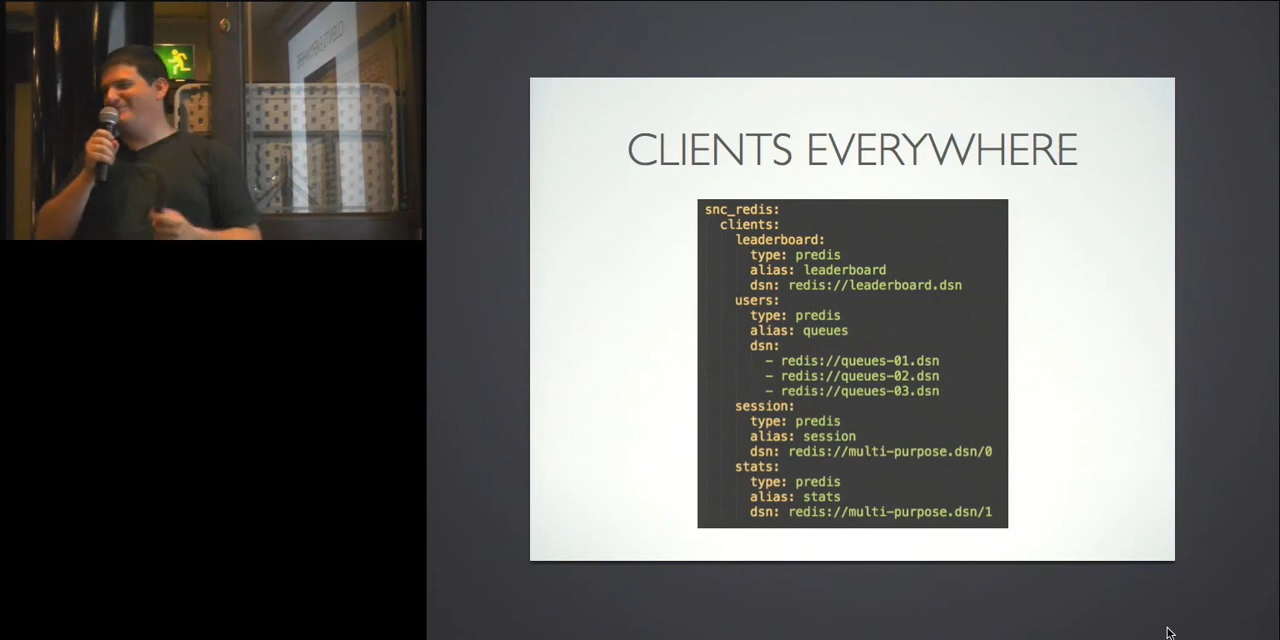 CLIENTS EVERYWHERE
snc_redis:
clients:
leaderboard:
type: predis
alias: leaderboard
dsn: redis://leaderboard.dsn
users:
type: predis
alias: queues
dsn:
- redis://queues-01.dsn
- redis://queues-02.dsn
- redis://queues-03.dsn
session:
type: predis
alias: session
dsn: redis://multi-purpose.dsn/0
stats:
type: predis
alias: stats
dsn: redis://multi-purpose.dsn/1